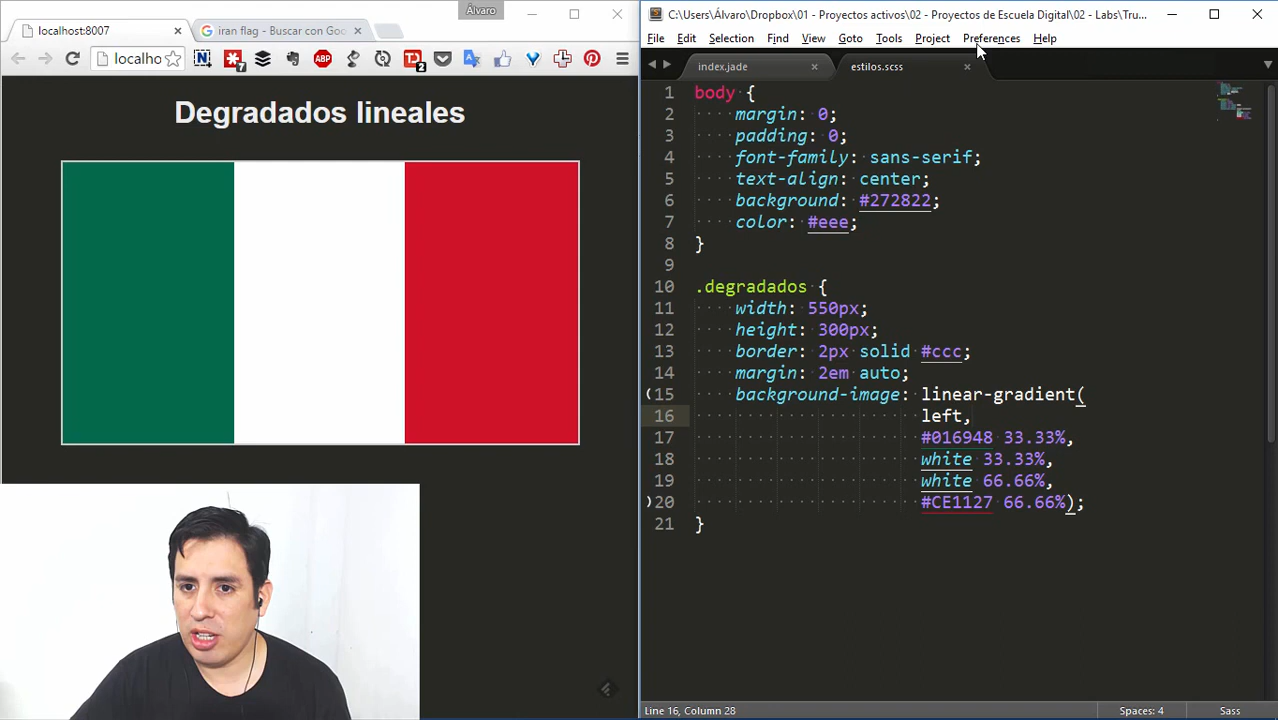 Álvaro
localhost:8007
iran flag - Buscar con Goo
localho
7
ABP
2
Degradados lineales
C:\Users\Álvaro\Dropbox\01 - Proyectos activos\02 - Proyectos de Escuela Digital\02 - Labs\Tru...
File Edit Selection Find View Goto Tools Project Preferences Help
index.jade
estilos.scss
1 body {
2 margin: 0;
3 padding: 0;
4 font-family: sans-serif;
5 text-align: center;
6 background: #272822;
7 color: #eee;
8 }
9
10 .degradados {
11 width: 550px;
12 height: 300px;
13 border: 2px solid #ccc;
14 margin: 2em auto;
15 background-image: linear-gradient(
16 left,
17 #016948 33.33%,
18 white 33.33%,
19 white 66.66%,
20 #CE1127 66.66%);
21 }
Line 16, Column 28
Spaces: 4
Sass